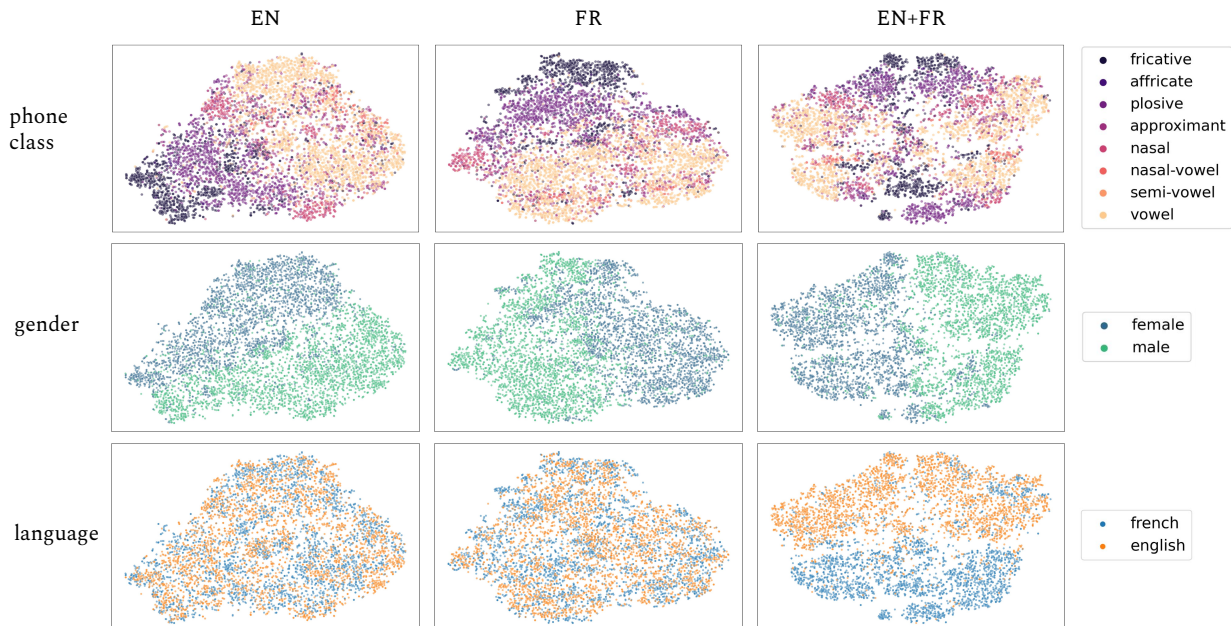 EN
FR
EN+FR
phone
class
fricative
affricate
plosive
approximant
nasal
nasal-vowel
semi-vowel
vowel
gender
female
male
language
french
english